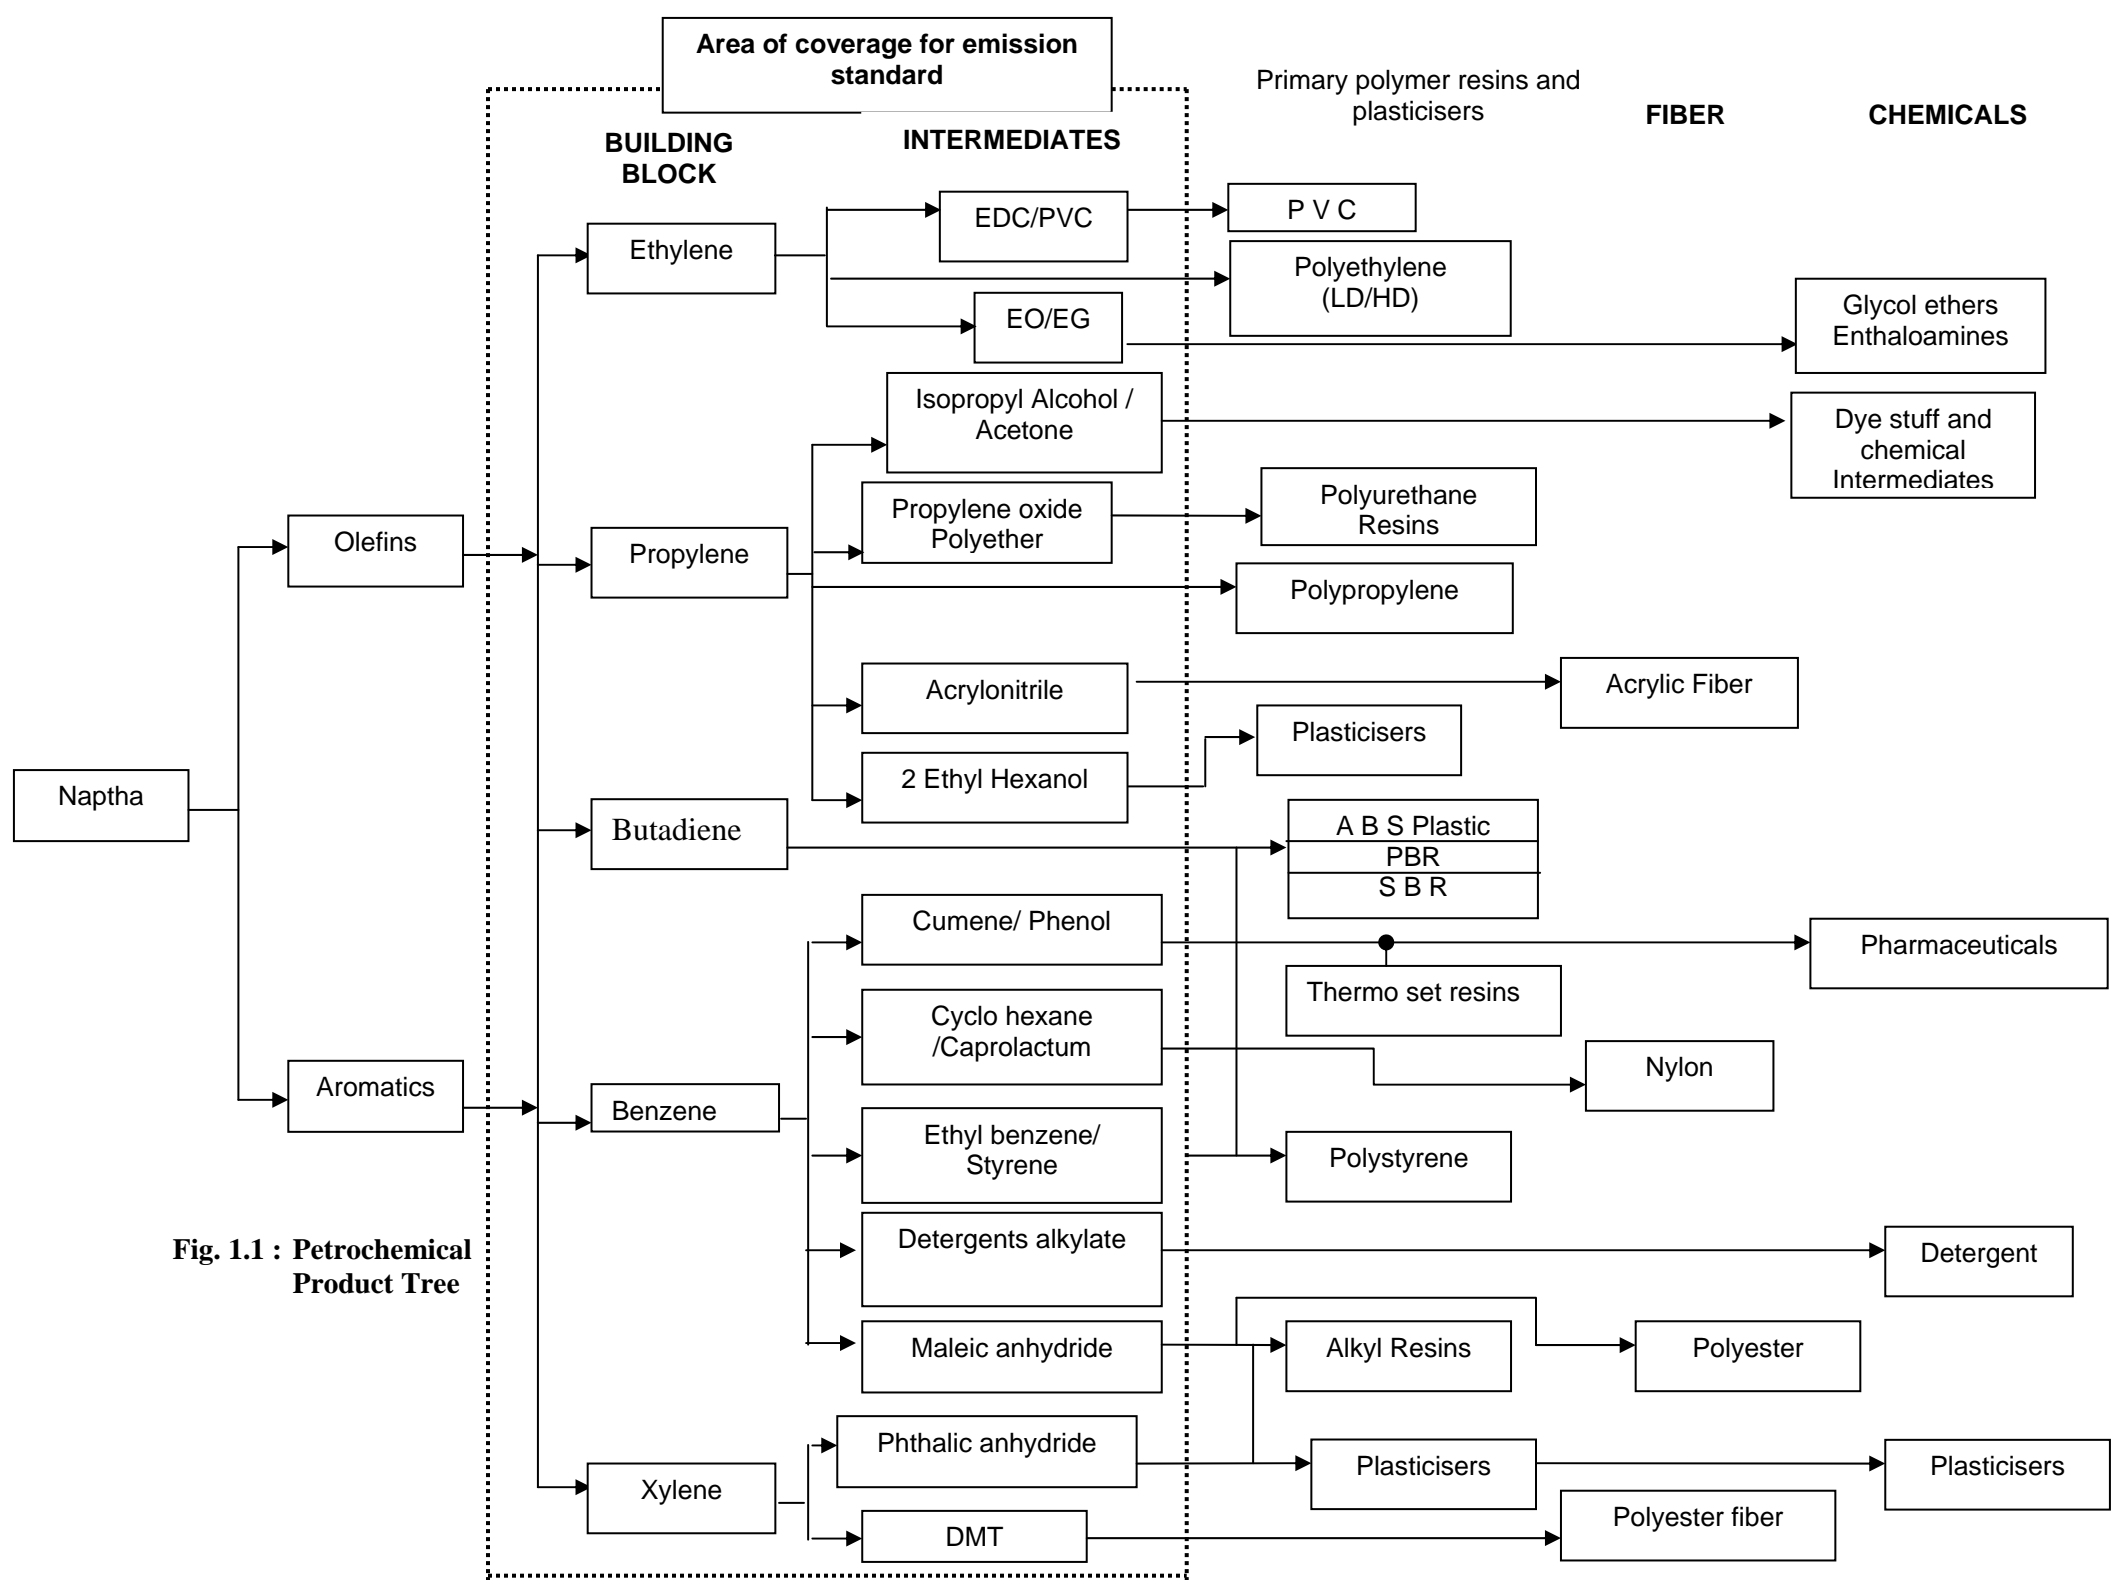 Area of coverage for emission
standard
Primary polymer resins and
plasticisers
FIBER
CHEMICALS
BUILDING
BLOCK
INTERMEDIATES
EDC/PVC
P V C
Ethylene
Polyethylene
(LD/HD)
EO/EG
Glycol ethers
Enthaloamines
Isopropyl Alcohol /
Acetone
Dye stuff and
chemical
Intermediates
Propylene oxide
Polyether
Polyurethane
Resins
Olefins
Propylene
Polypropylene
Acrylonitrile
Acrylic Fiber
Plasticisers
2 Ethyl Hexanol
Naptha
Butadiene
A B S Plastic
PBR
S B R
Cumene/ Phenol
Pharmaceuticals
Thermo set resins
Cyclo hexane
/Caprolactum
Nylon
Aromatics
Benzene
Ethyl benzene/
Styrene
Polystyrene
Fig. 1.1 : Petrochemical
Product Tree
Detergents alkylate
Detergent
Maleic anhydride
Alkyl Resins
Polyester
Phthalic anhydride
Plasticisers
Plasticisers
Xylene
Polyester fiber
DMT